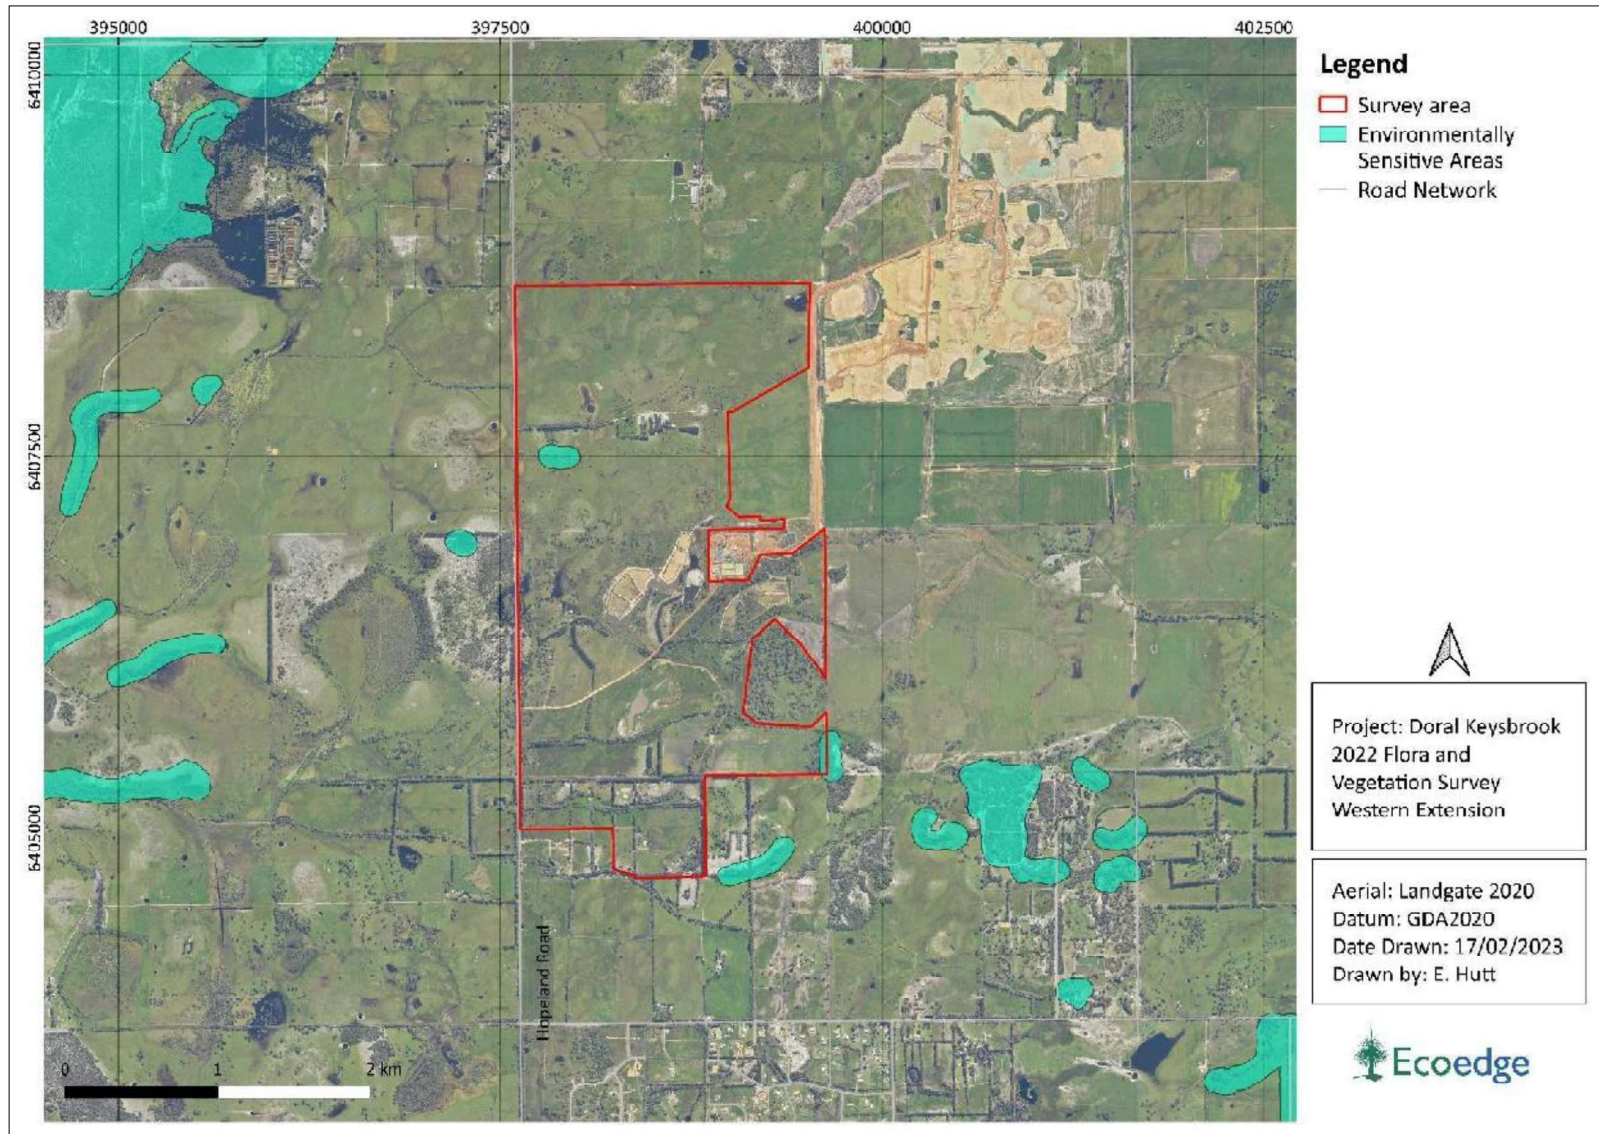 395000
397500
400000
402500
6410000
6407500
6405000
Hopeland Road
0
1
2 km
Legend
Survey area
Environmentally
Sensitive Areas
Road Network
Project: Doral Keysbrook
2022 Flora and
Vegetation Survey
Western Extension
Aerial: Landgate 2020
Datum: GDA2020
Date Drawn: 17/02/2023
Drawn by: E. Hutt
Ecoedge